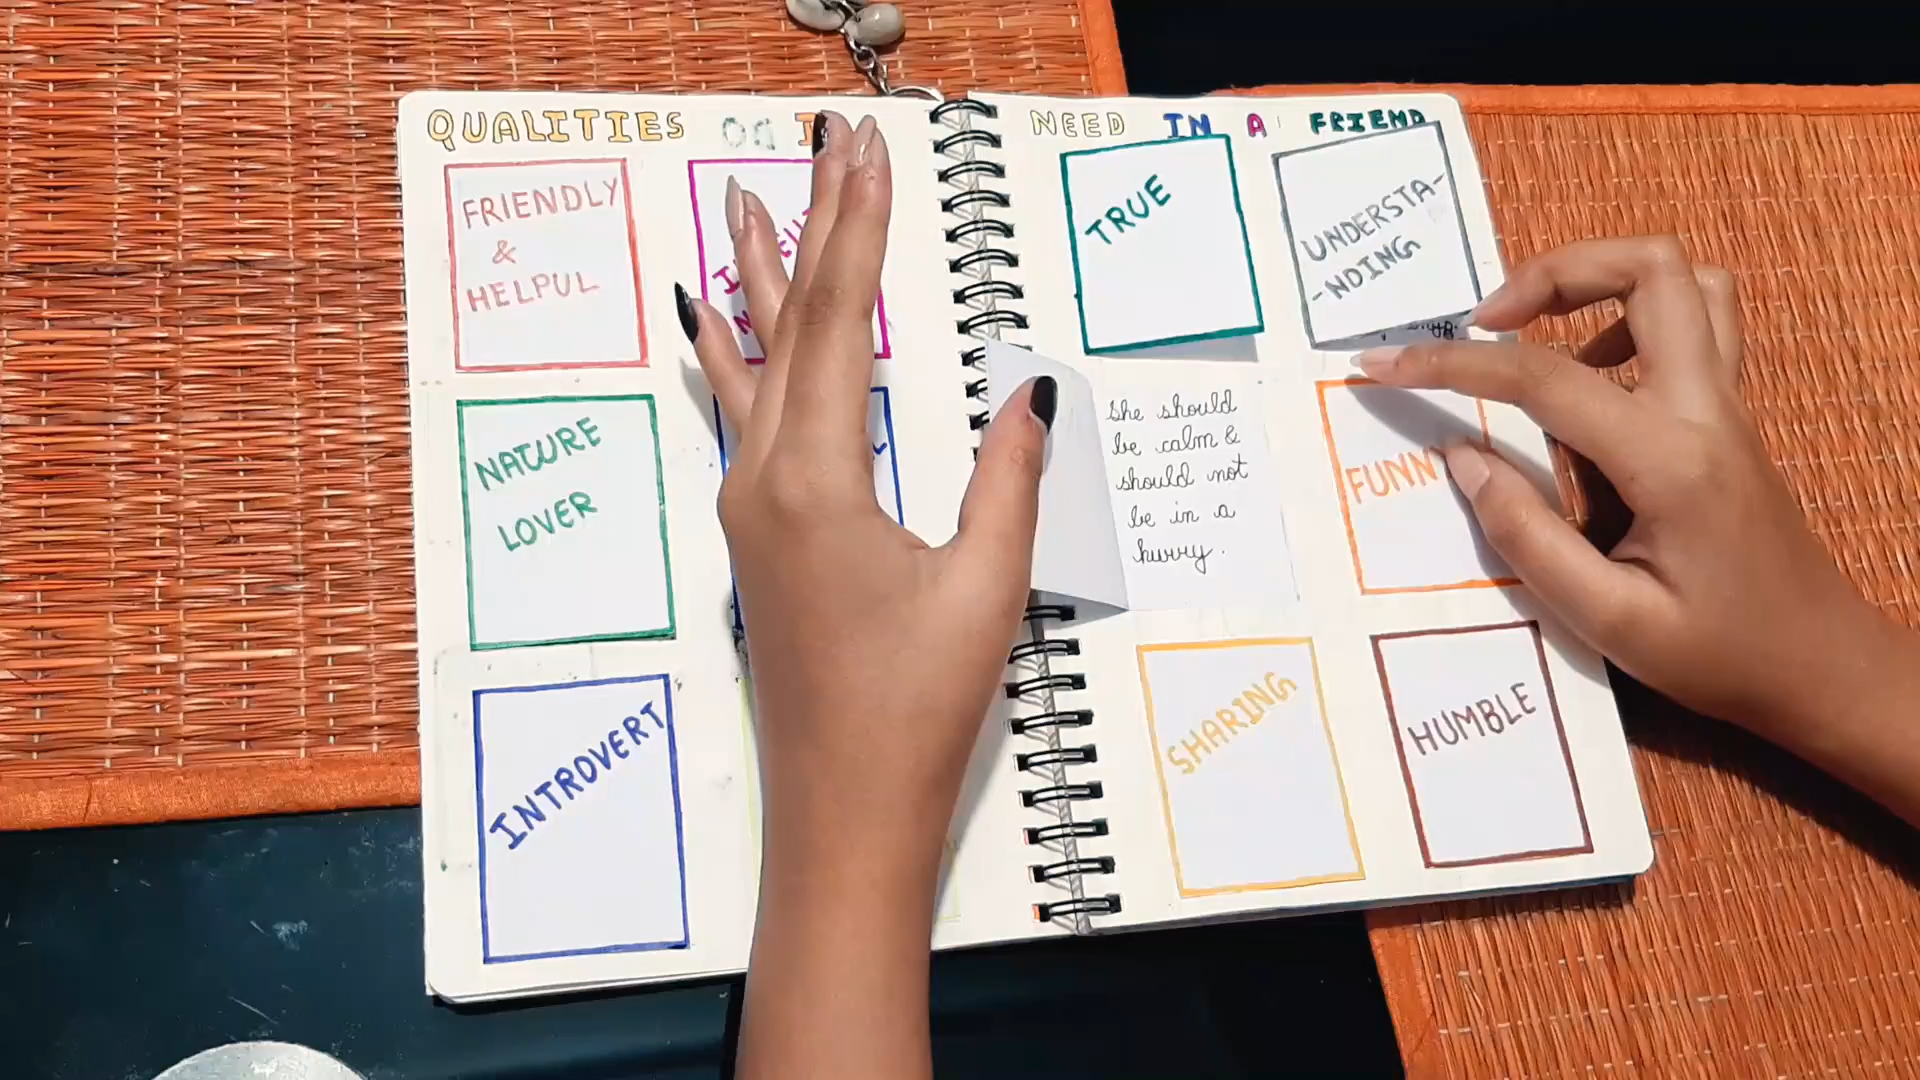 QUALITIES
NEED IN A FRIEND
FRIENDLY
&
HELPUL
NATURE
LOVER
INTROVERT
TRUE
UNDERSTA-
-NDING
She should
be calm &
should not
be in a
hurry.
FUNN
SHARING
HUMBLE